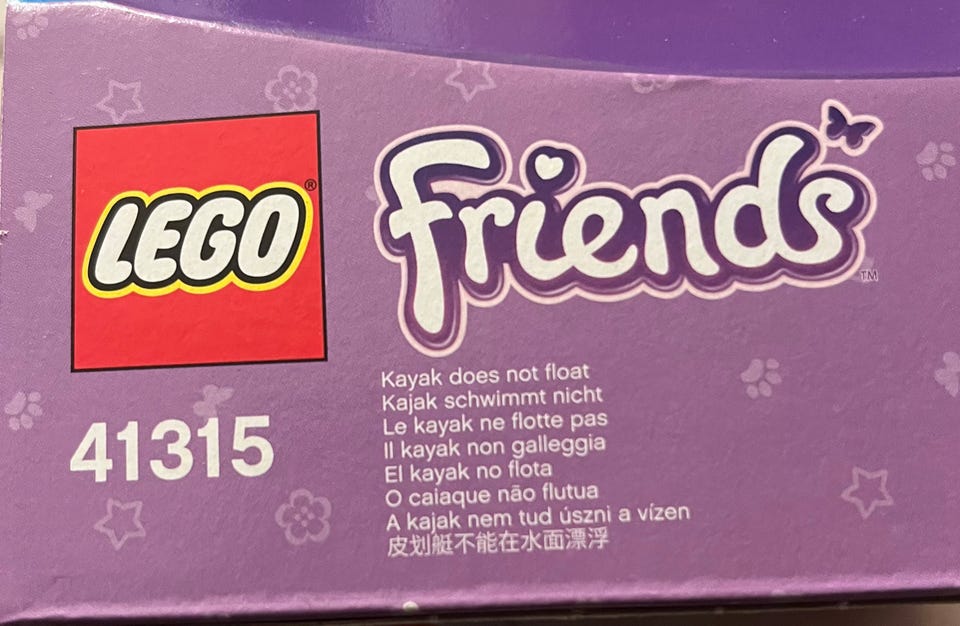 LEGO®
Friends™
41315
Kayak does not float
Kajak schwimmt nicht
Le kayak ne flotte pas
Il kayak non galleggia
El kayak no flota
O caiaque não flutua
A kajak nem tud úszni a vízen
皮划艇不能在水面漂浮